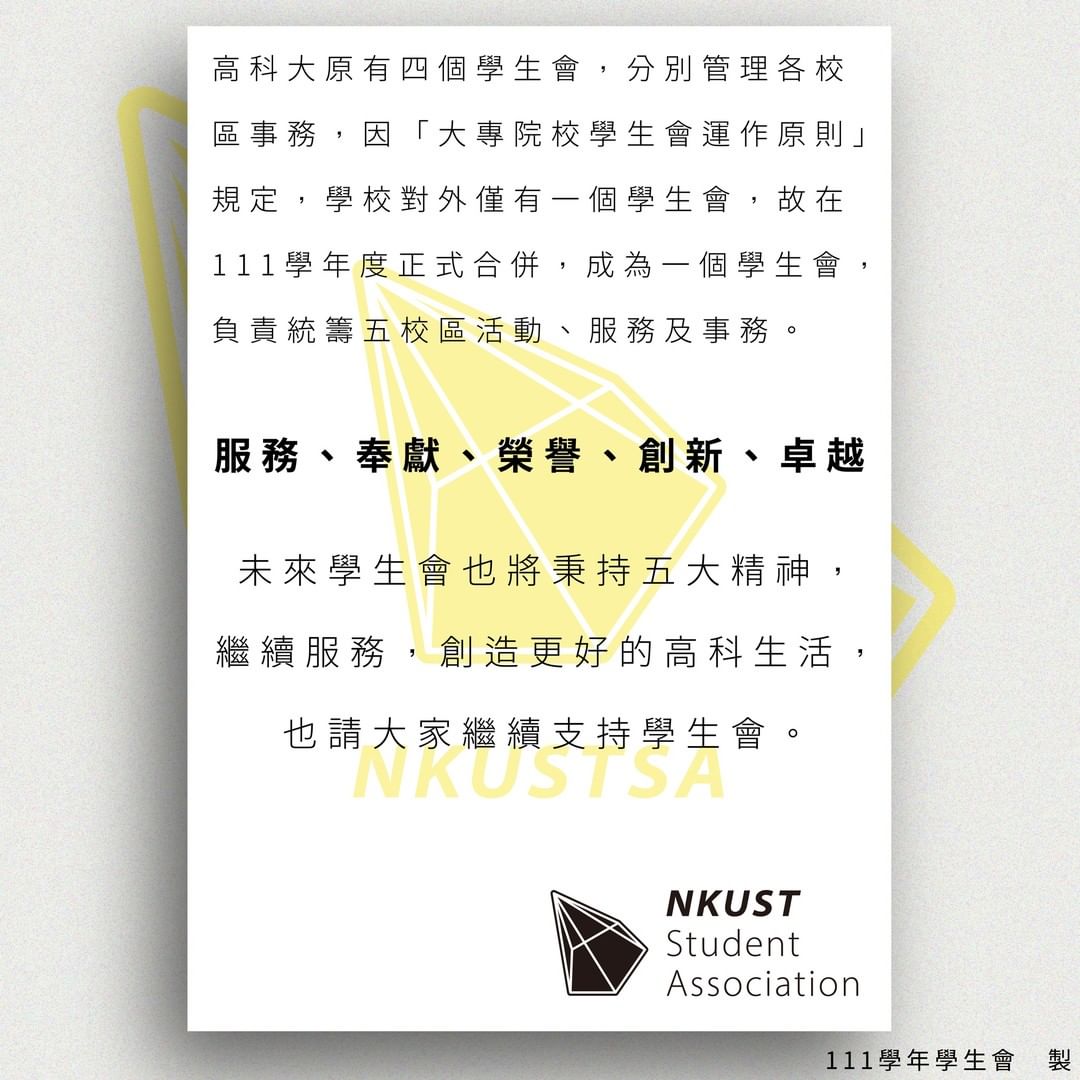 高科大原有四個學生會，分別管理各校
區事務，因「大專院校學生會運作原則」
規定，學校對外僅有一個學生會，故在
111學年度正式合併，成為一個學生會，
負責統籌五校區活動、服務及事務。
服務、奉獻、榮譽、創新、卓越
未來學生會也將秉持五大精神，
繼續服務，創造更好的高科生活，
也請大家繼續支持學生會。
NKUSTSA
NKUST
Student
Association
111學年學生會　製